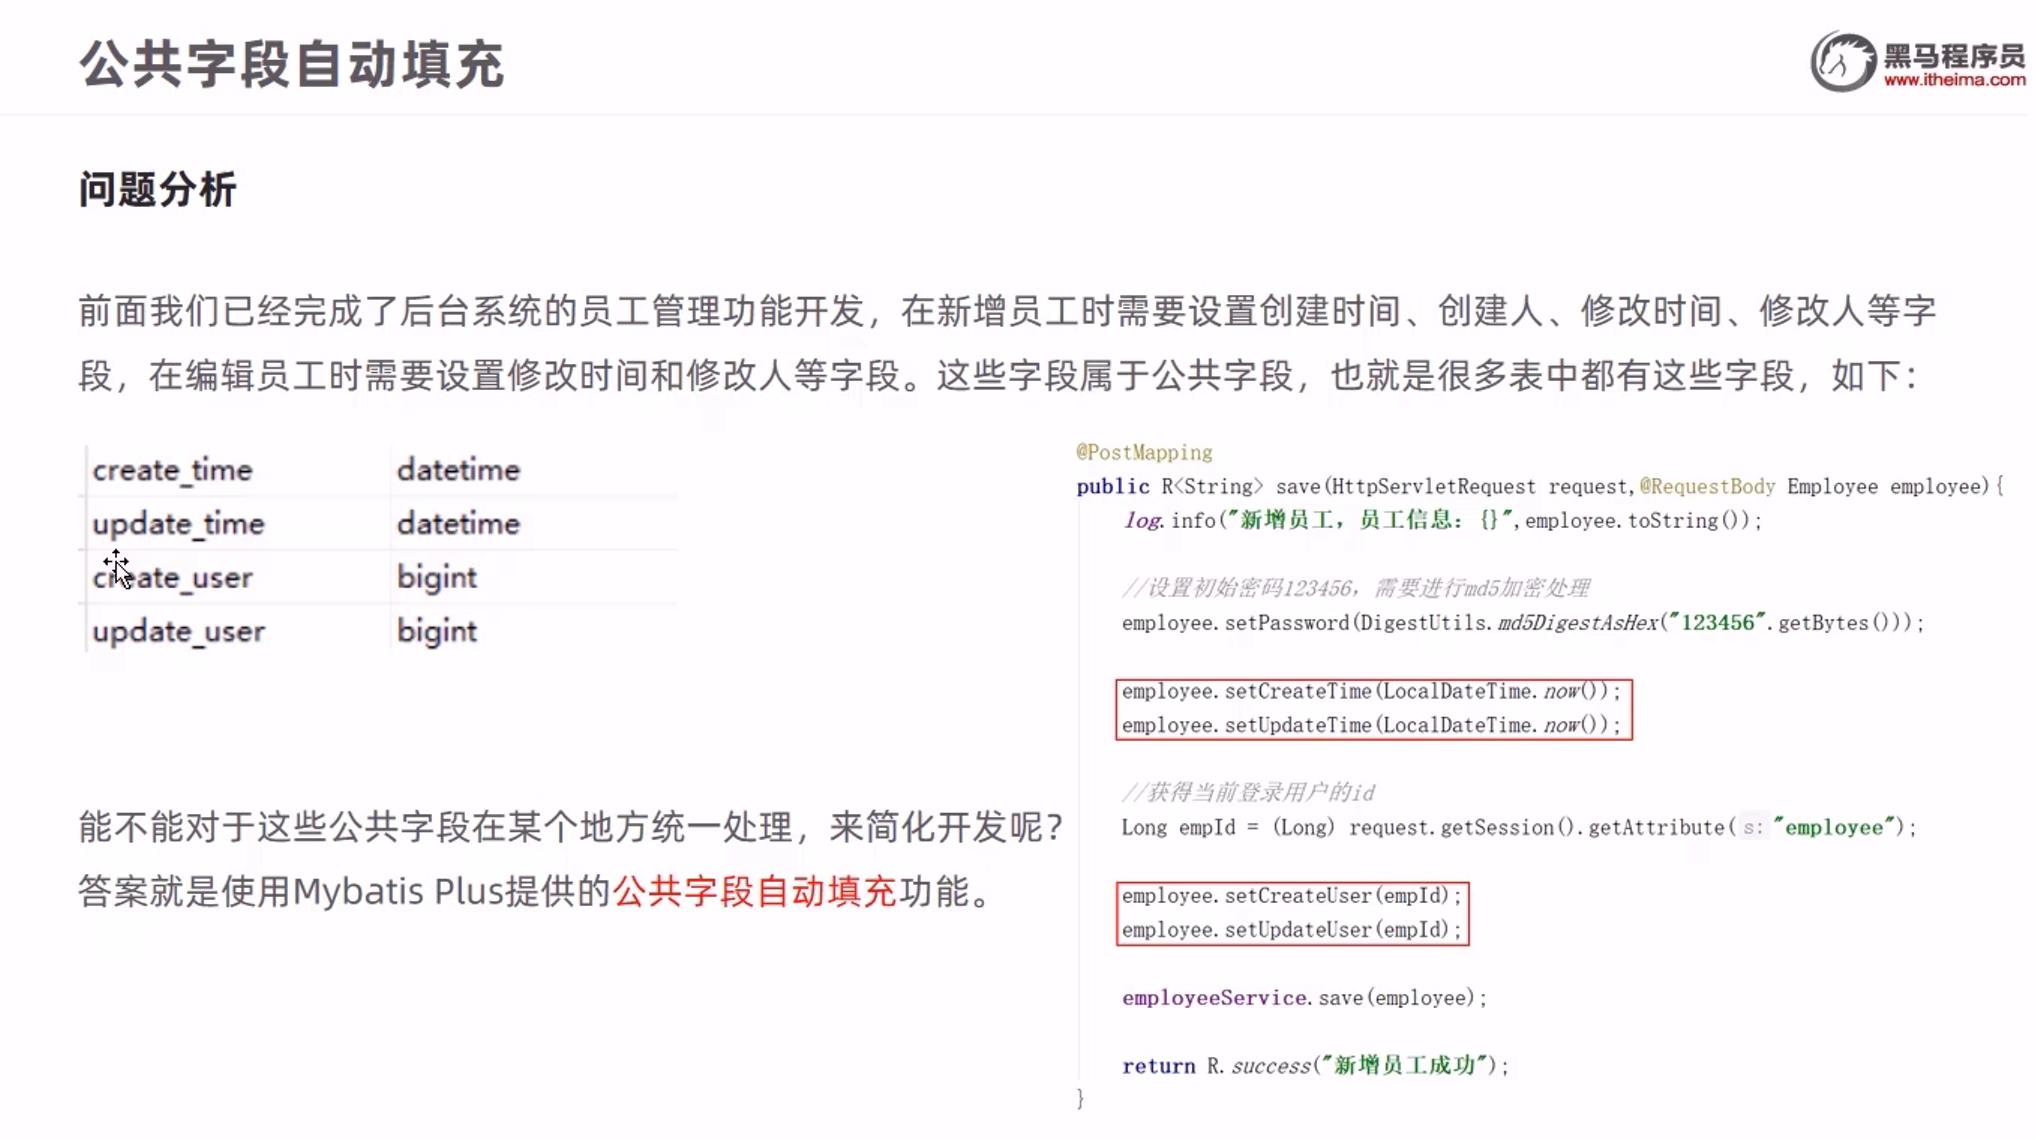 公共字段自动填充
黑马程序员
www.itheima.com
问题分析
前面我们已经完成了后台系统的员工管理功能开发，在新增员工时需要设置创建时间、创建人、修改时间、修改人等字
段，在编辑员工时需要设置修改时间和修改人等字段。这些字段属于公共字段，也就是很多表中都有这些字段，如下：
create_time datetime
update_time datetime
create_user bigint
update_user bigint
能不能对于这些公共字段在某个地方统一处理，来简化开发呢？
答案就是使用Mybatis Plus提供的公共字段自动填充功能。
@PostMapping
public R<String> save(HttpServletRequest request,@RequestBody Employee employee){
log.info("新增员工，员工信息：{}",employee.toString());
//设置初始密码123456，需要进行md5加密处理
employee.setPassword(DigestUtils.md5DigestAsHex("123456".getBytes()));
employee.setCreateTime(LocalDateTime.now());
employee.setUpdateTime(LocalDateTime.now());
//获得当前登录用户的id
Long empId = (Long) request.getSession().getAttribute( s: "employee");
employee.setCreateUser(empId);
employee.setUpdateUser(empId);
employeeService.save(employee);
return R.success("新增员工成功");
}